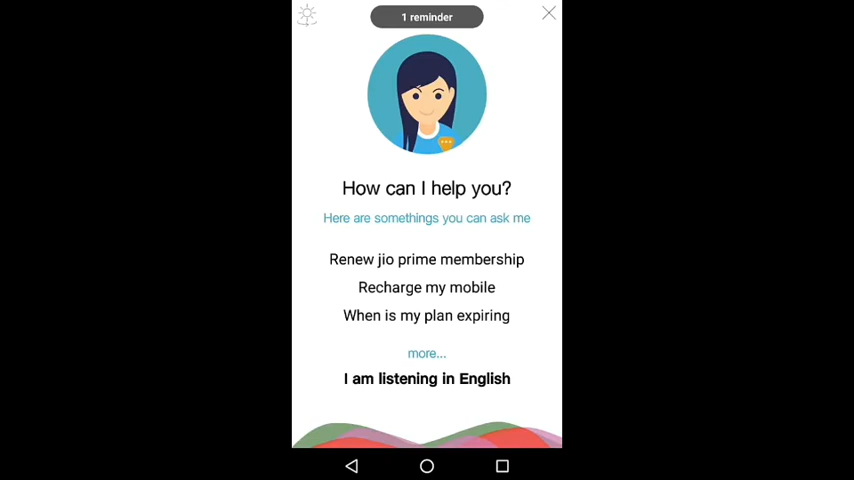 1 reminder
How can I help you?
Here are somethings you can ask me
Renew jio prime membership
Recharge my mobile
When is my plan expiring
more...
I am listening in English